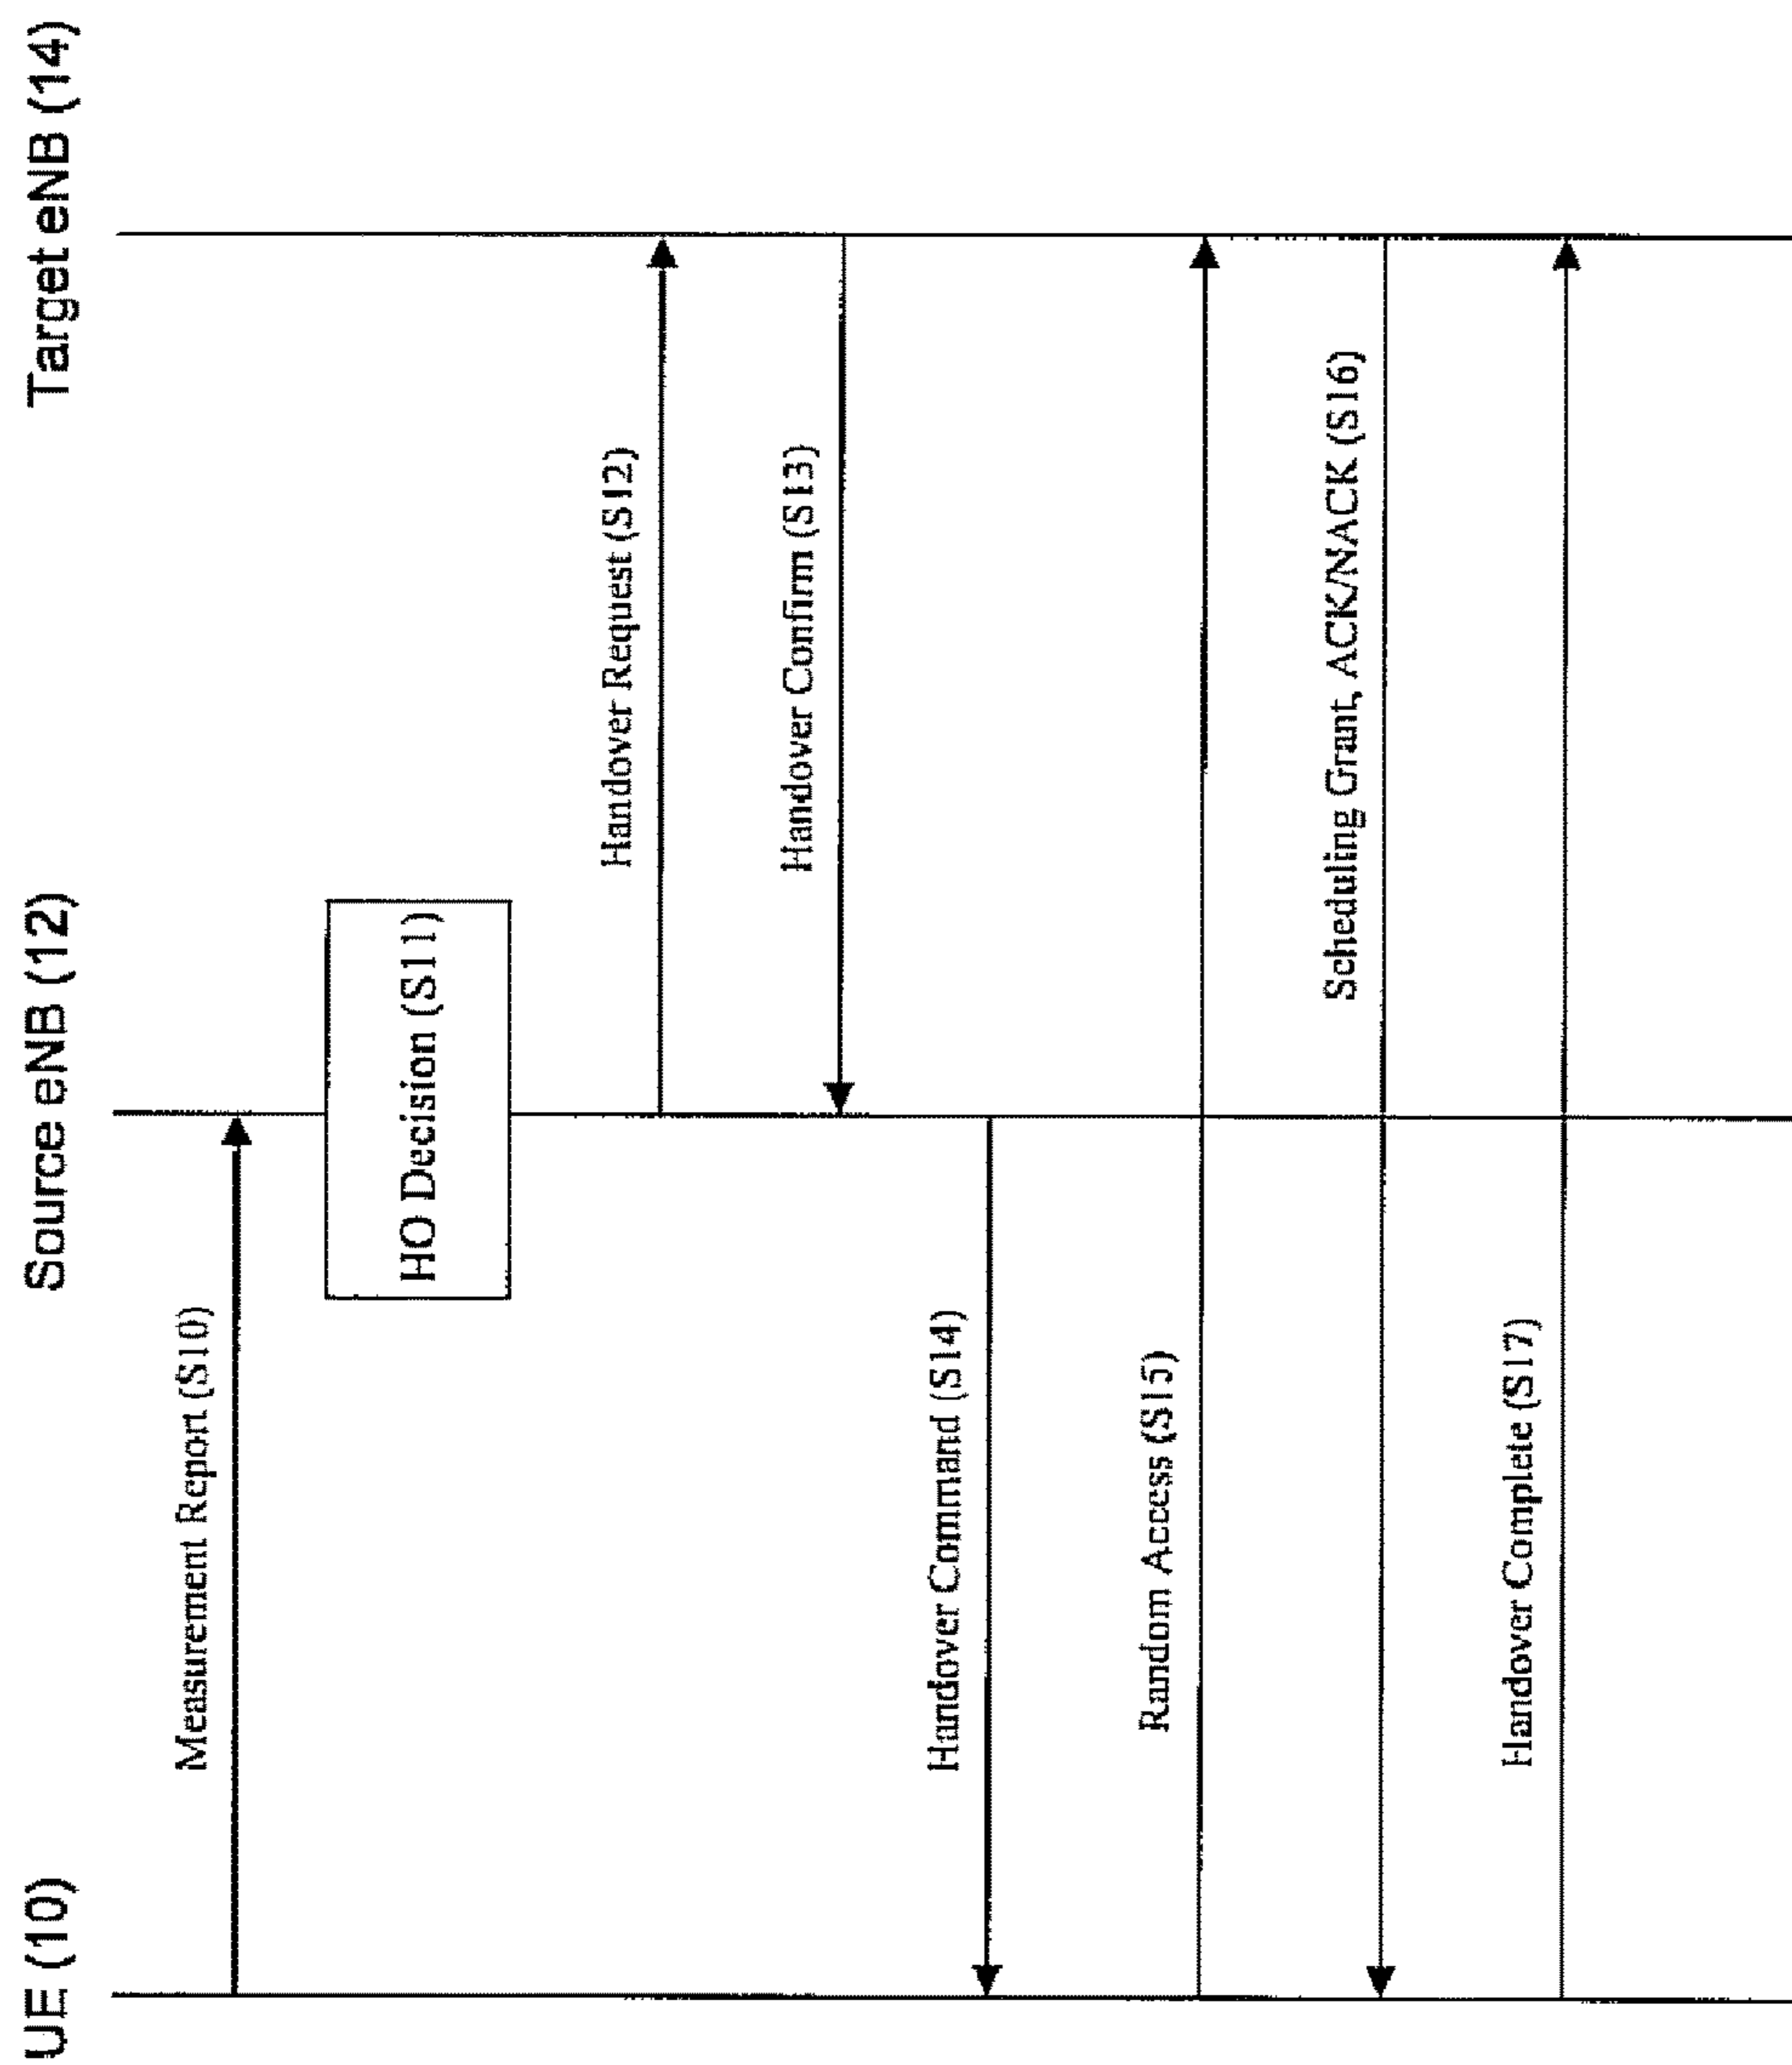 UE (10)
Source eNB (12)
Target eNB (14)
Measurement Report (S10)
HO Decision (S11)
Handover Request (S12)
Handover Confirm (S13)
Handover Command (S14)
Random Access (S15)
Scheduling Grant, ACK/NACK (S16)
Handover Complete (S17)